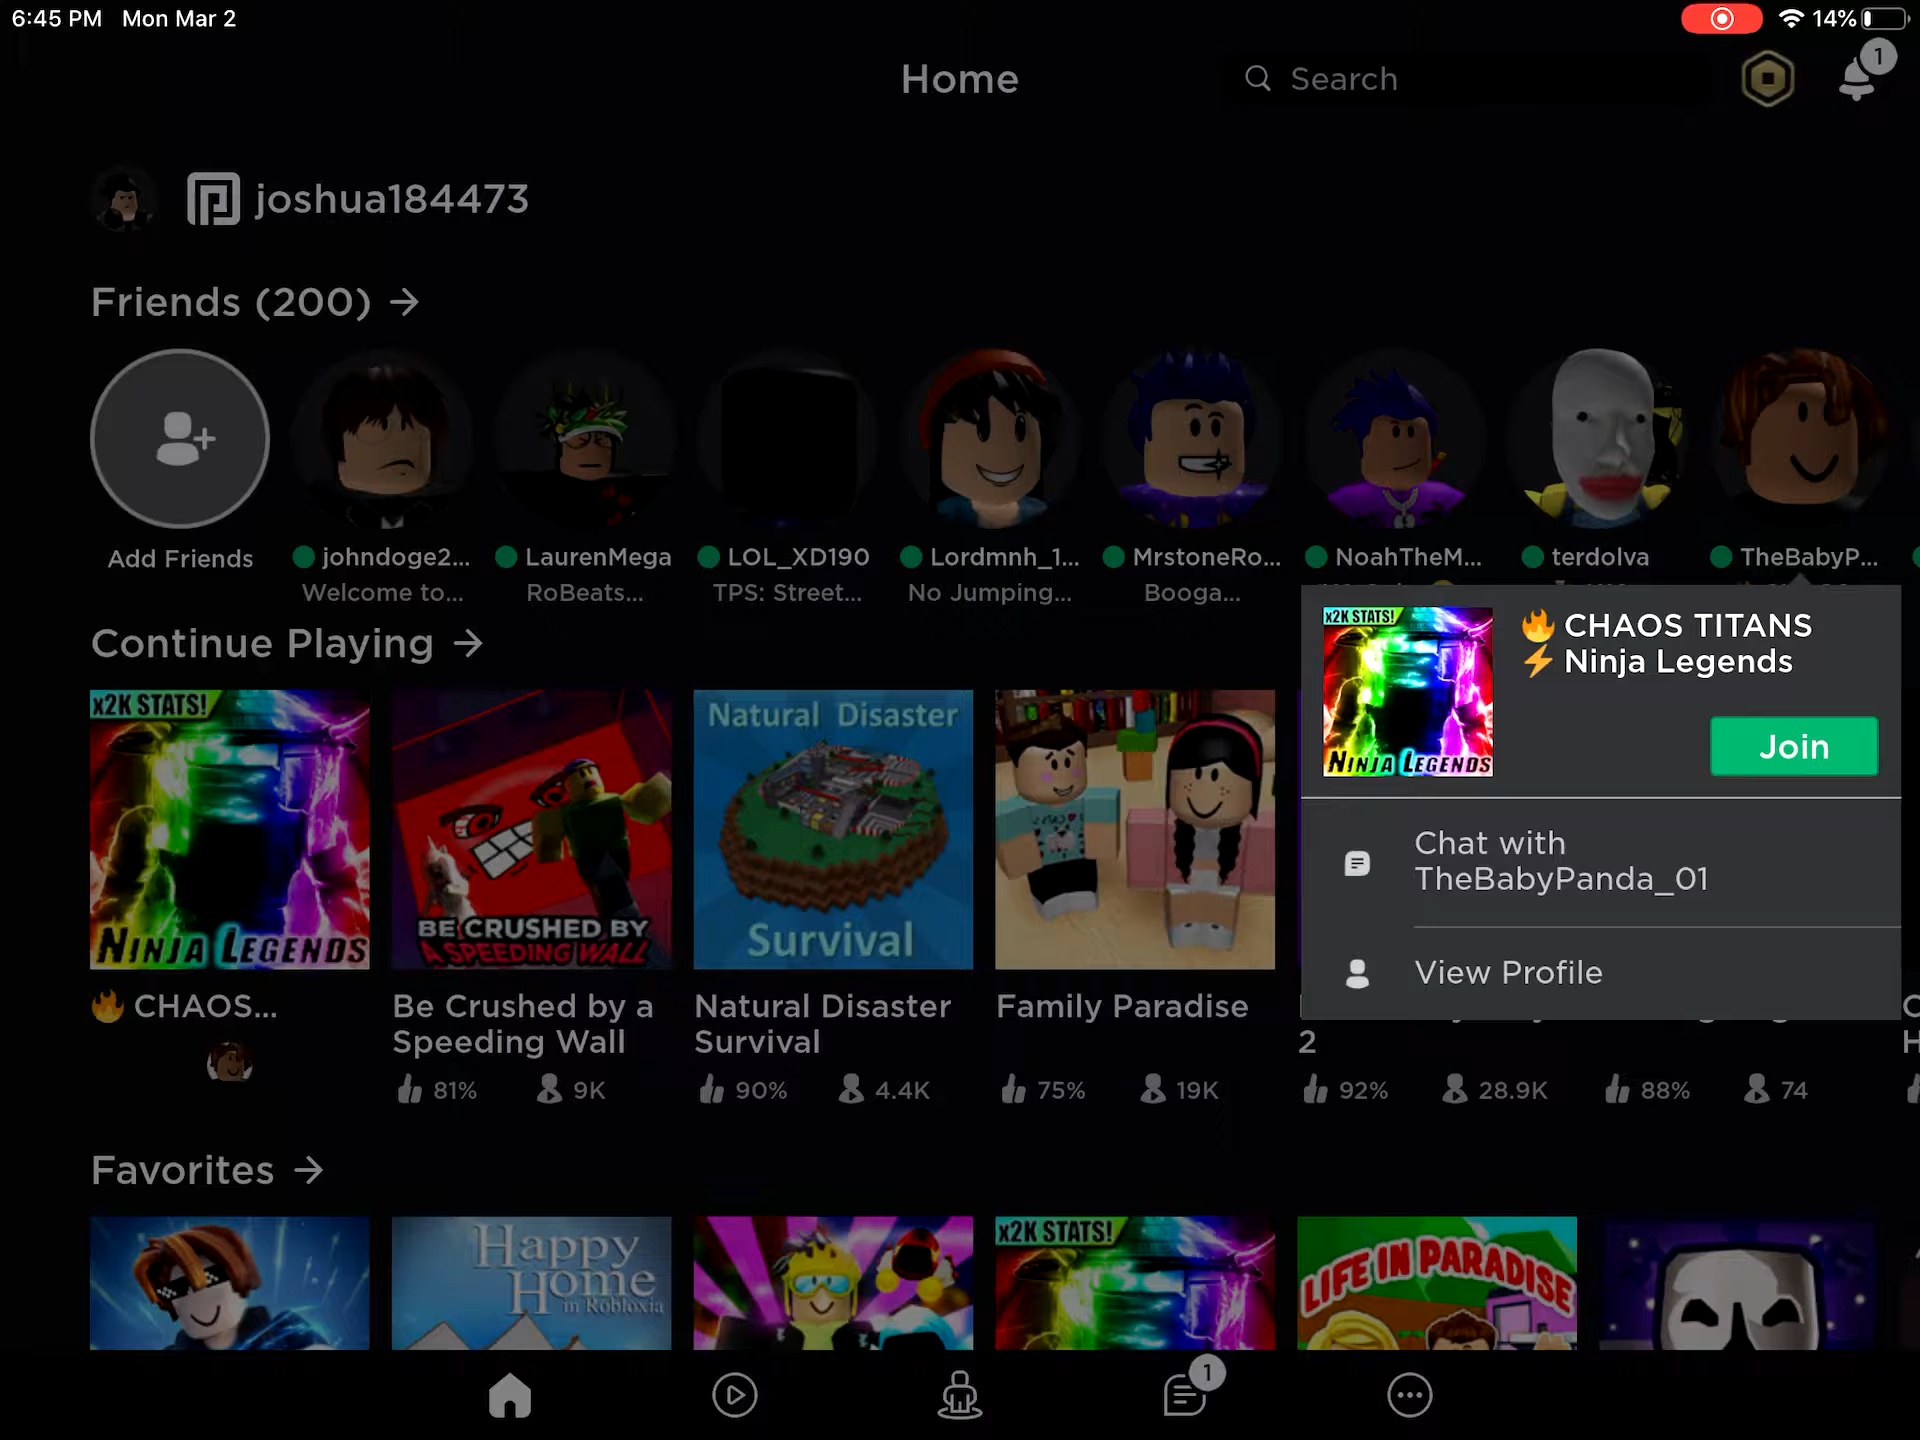 6:45 PM Mon Mar 2
14%
Home
Search
1
joshua184473
Friends (200)
Add Friends
johndoge2...
Welcome to...
LaurenMega
RoBeats...
LOL_XD190
TPS: Street...
Lordmnh_1...
No Jumping...
MrstoneRo...
Booga...
NoahTheM...
terdolva
TheBabyP...
🔥 CHAOS TITANS
⚡ Ninja Legends
x2K STATS!
NINJA LEGENDS
Join
Chat with
TheBabyPanda_01
View Profile
Continue Playing
x2K STATS!
NINJA LEGENDS
🔥 CHAOS...
BE CRUSHED BY
A SPEEDING WALL
Be Crushed by a
Speeding Wall
81% 9K
Natural Disaster
Survival
Natural Disaster
Survival
90% 4.4K
Family Paradise
75% 19K
2
92% 28.9K
88% 74
Favorites
Happy
Home
in Robloxia
x2K STATS!
LIFE IN PARADISE
1